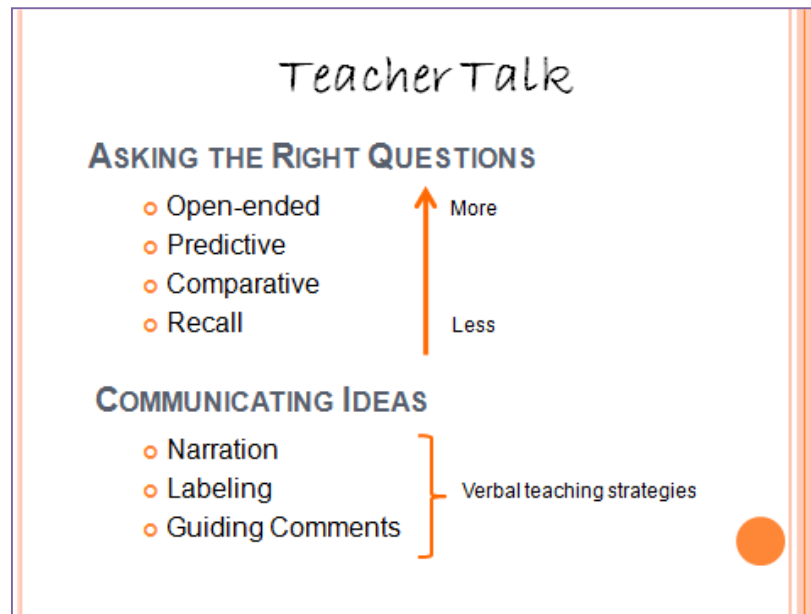 Teacher Talk
ASKING THE RIGHT QUESTIONS
Open-ended
More
Predictive
Comparative
Recall
Less
COMMUNICATING IDEAS
Narration
Labeling
Verbal teaching strategies
Guiding Comments